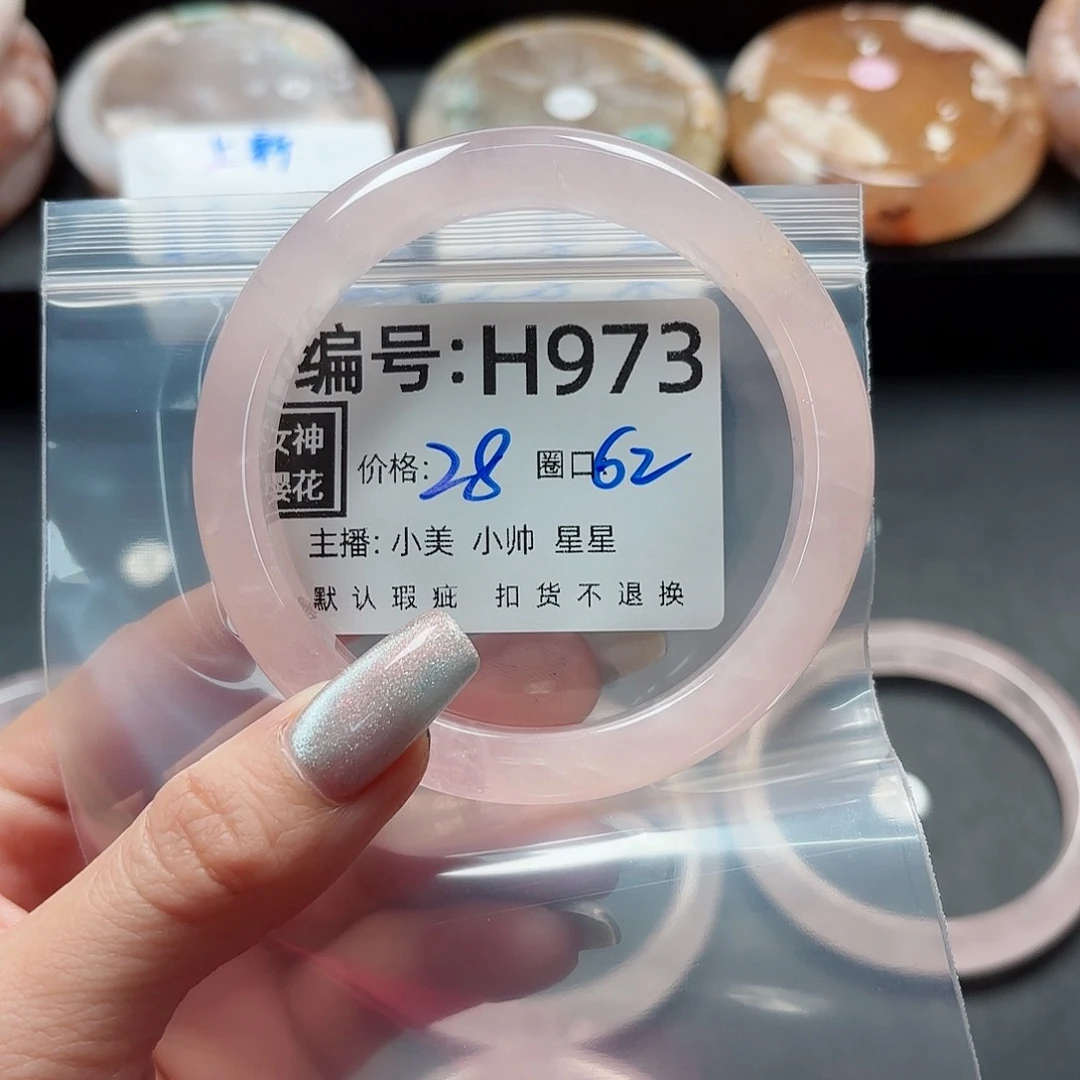 上新
编号:H973
女神
樱花
价格:28 圈口:62
主播: 小美 小帅 星星
默认瑕疵 扣货不退换